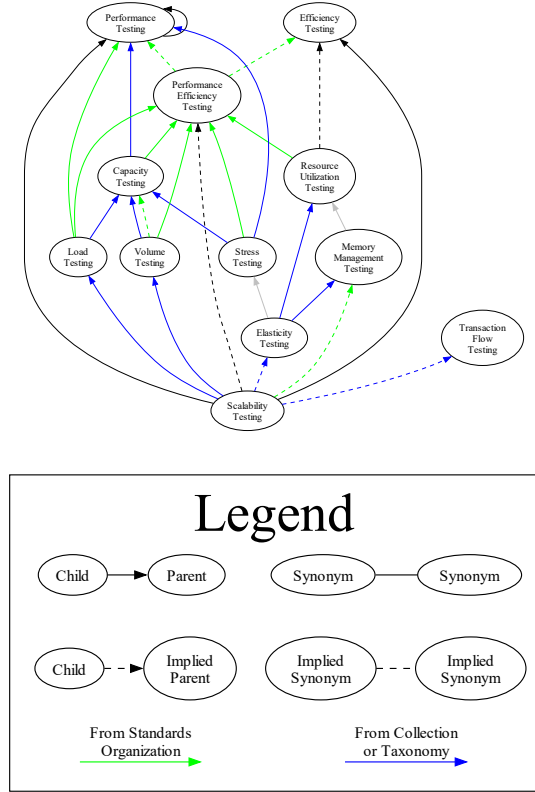 Performance
Testing
Efficiency
Testing
Performance
Efficiency
Testing
Capacity
Testing
Resource
Utilization
Testing
Load
Testing
Volume
Testing
Stress
Testing
Memory
Management
Testing
Elasticity
Testing
Transaction
Flow
Testing
Scalability
Testing
Legend
Child
Parent
Synonym
Synonym
Child
Implied
Parent
Implied
Synonym
Implied
Synonym
From Standards
Organization
From Collection
or Taxonomy